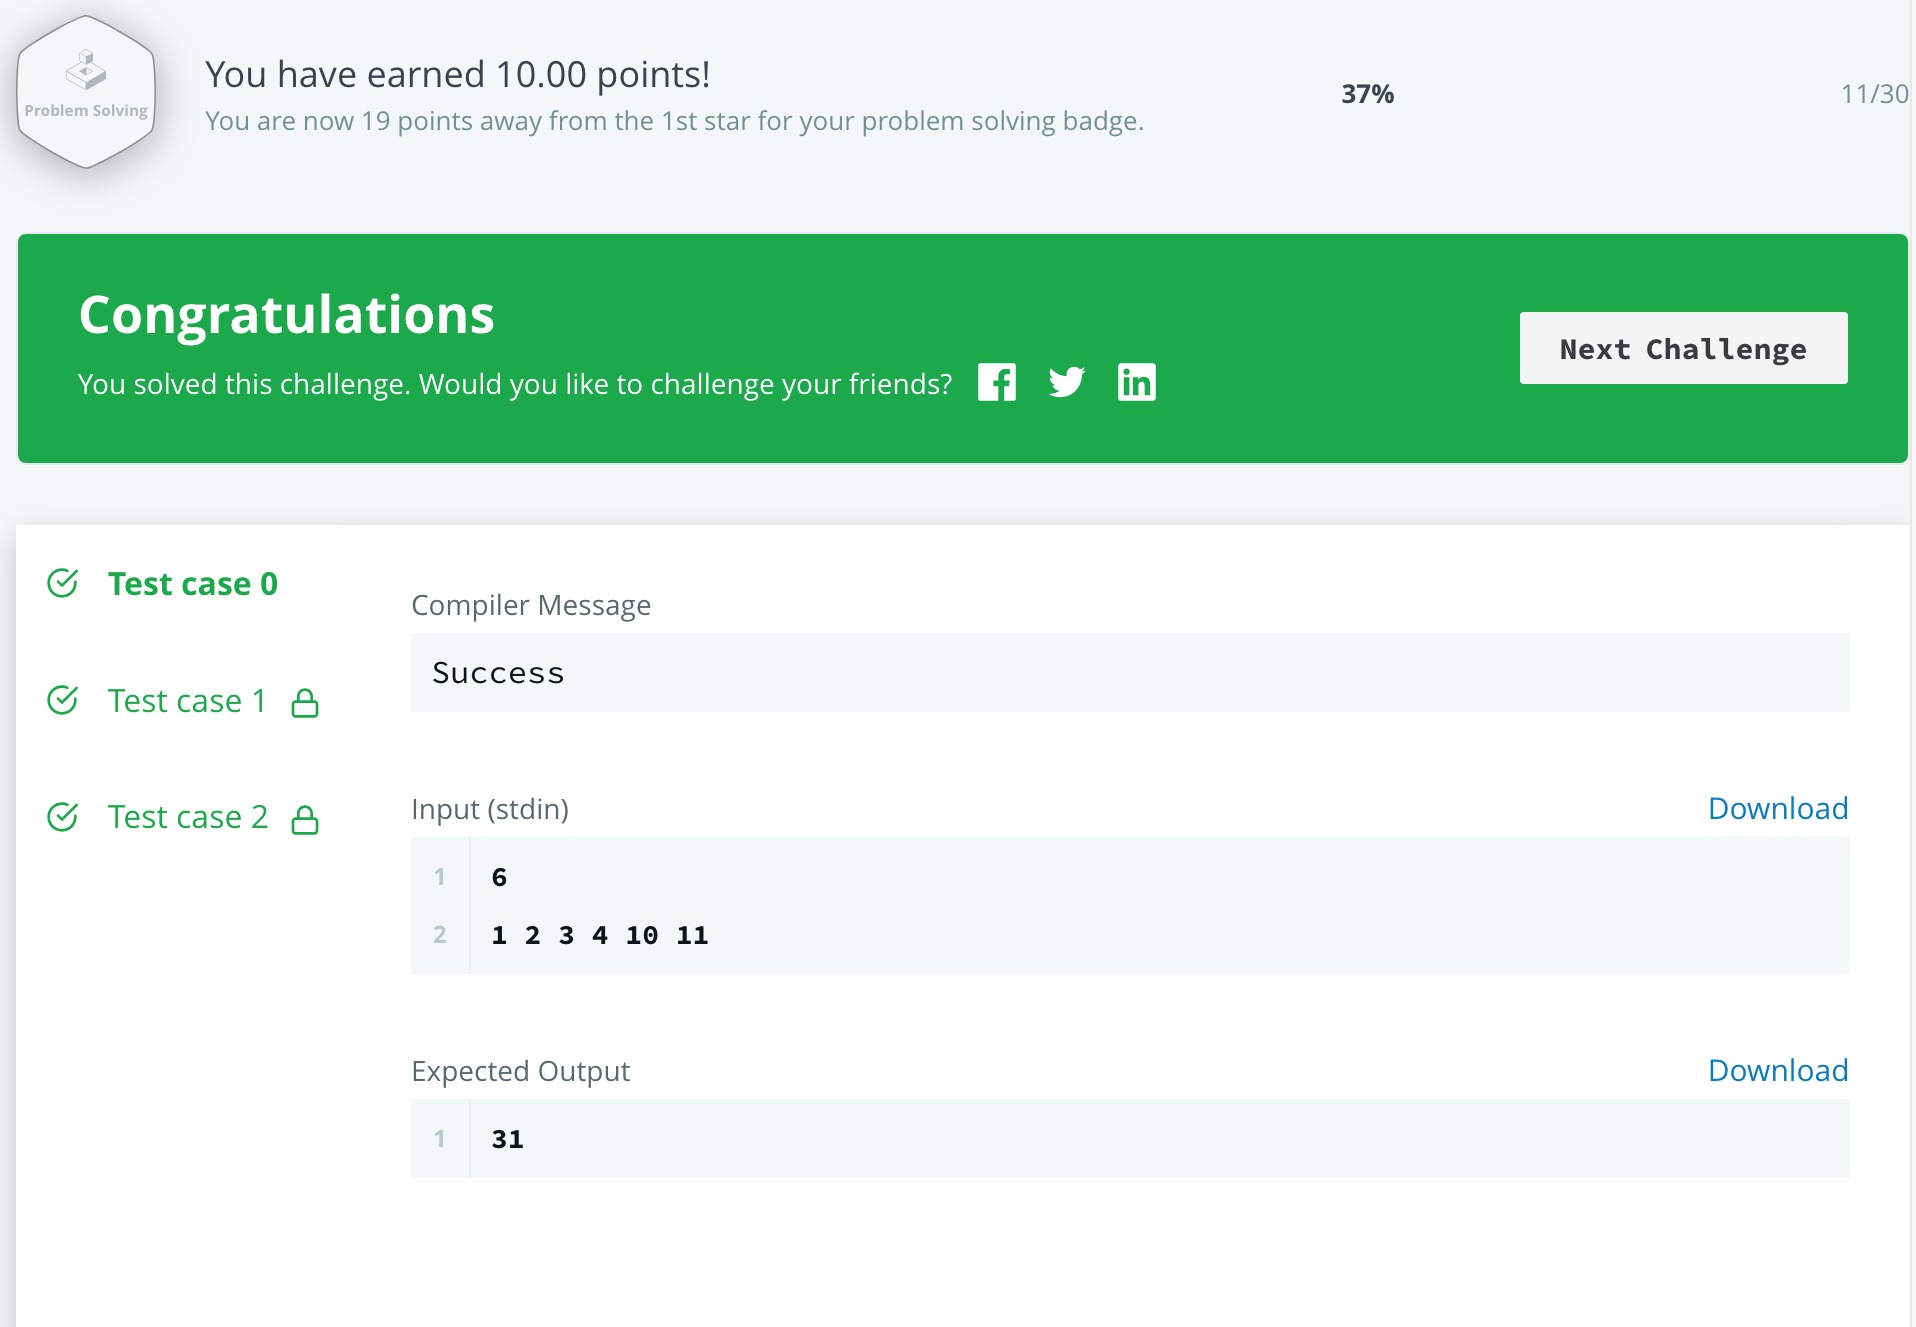 Problem Solving
You have earned 10.00 points!
You are now 19 points away from the 1st star for your problem solving badge.
37%
11/30
Congratulations
You solved this challenge. Would you like to challenge your friends?
Next Challenge
Test case 0
Test case 1
Test case 2
Compiler Message
Success
Input (stdin)
Download
1 6
2 1 2 3 4 10 11
Expected Output
Download
1 31